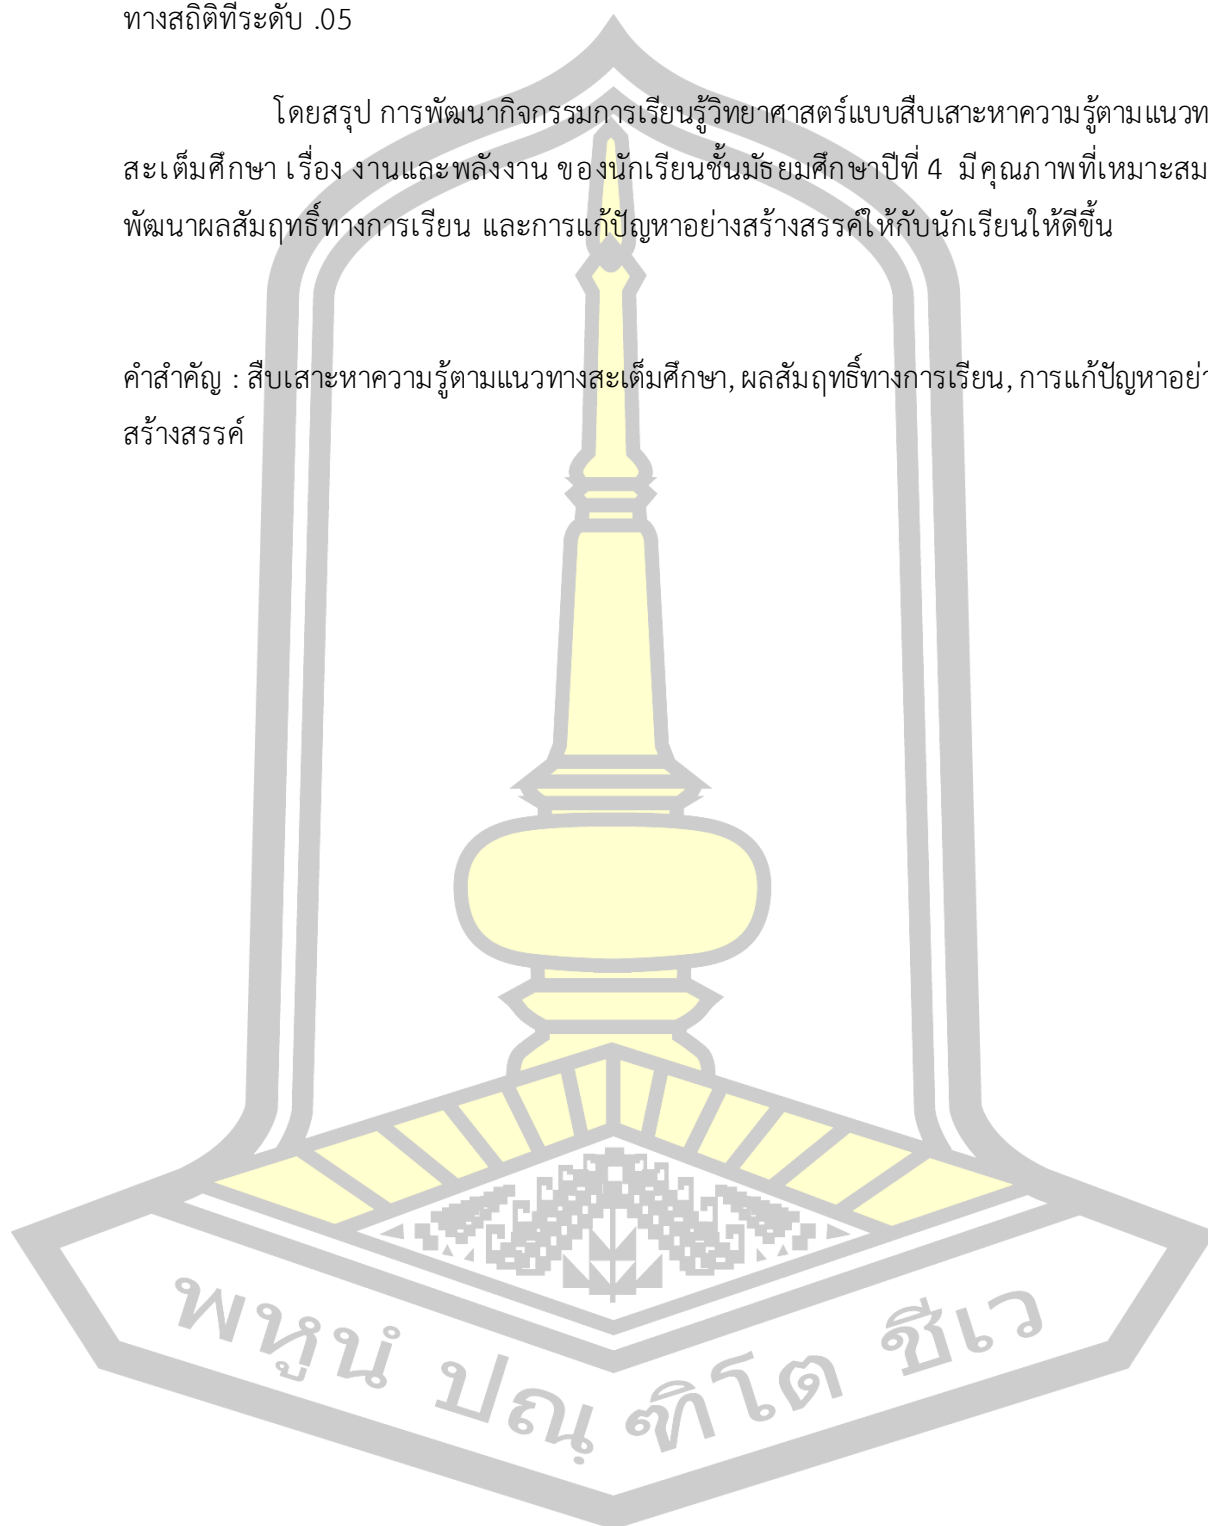 ทางสถิติที่ระดับ .05
โดยสรุป การพัฒนากิจกรรมการเรียนรู้วิทยาศาสตร์แบบสืบเสาะหาความรู้ตามแนวท
สะเต็มศึกษา เรื่อง งานและพลังงาน ของนักเรียนชั้นมัธยมศึกษาปีที่ 4 มีคุณภาพที่เหมาะสม
พัฒนาผลสัมฤทธิ์ทางการเรียน และการแก้ปัญหาอย่างสร้างสรรค์ให้กับนักเรียนให้ดีขึ้น
คำสำคัญ : สืบเสาะหาความรู้ตามแนวทางสะเต็มศึกษา, ผลสัมฤทธิ์ทางการเรียน, การแก้ปัญหาอย่า
สร้างสรรค์
พหูนํ ปณฺฑิโต ชีเว